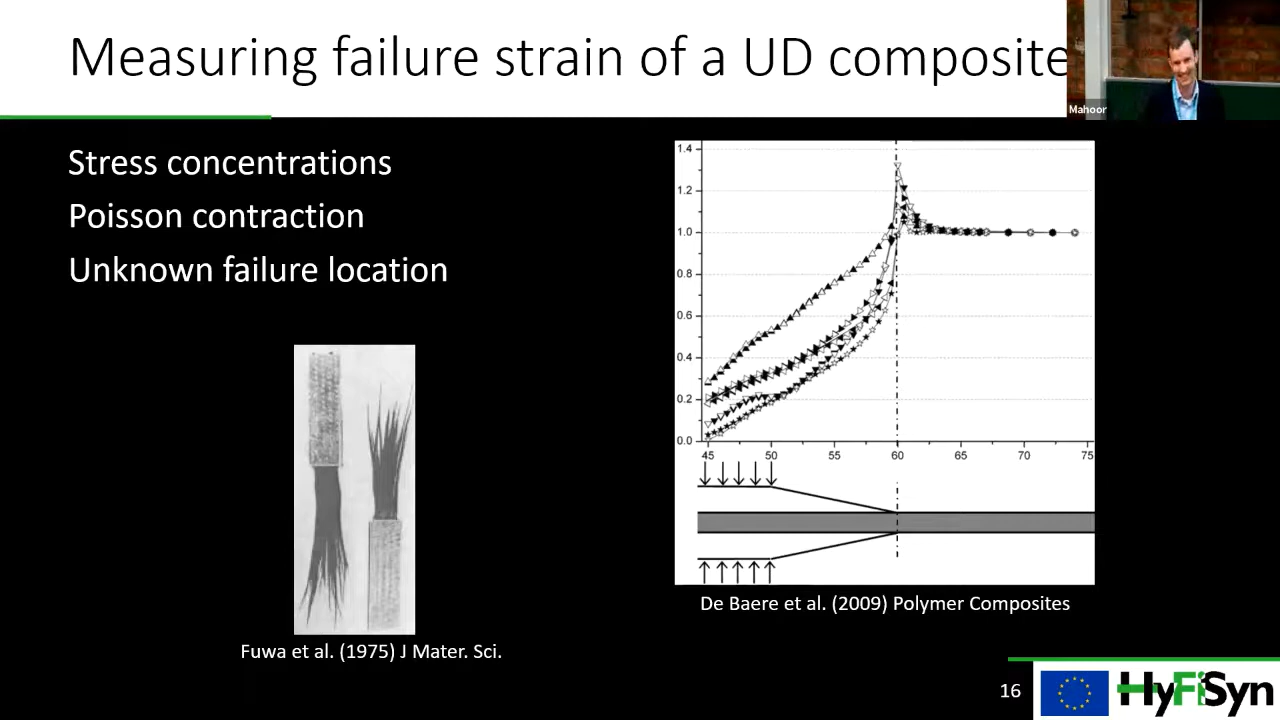 Measuring failure strain of a UD composite
Mahoor
Stress concentrations
Poisson contraction
Unknown failure location
1.4
1.2
1.0
0.8
0.6
0.4
0.2
0.0
45 50 55 60 65 70 75
De Baere et al. (2009) Polymer Composites
Fuwa et al. (1975) J Mater. Sci.
16
HyFiSyn